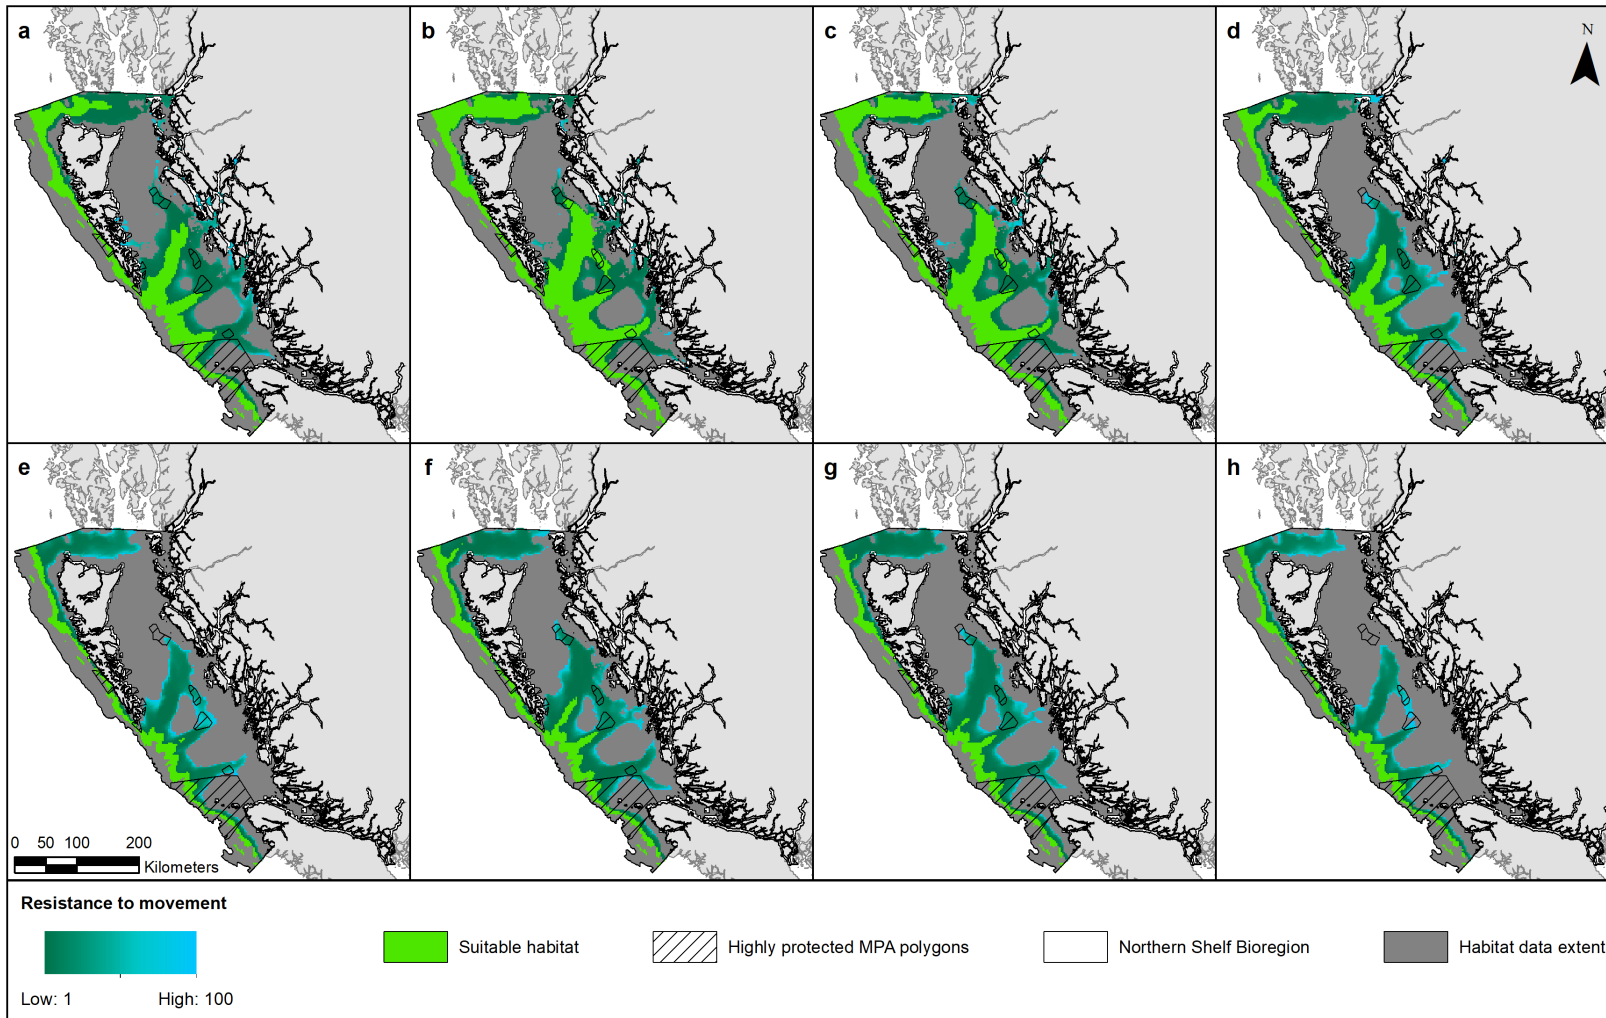 a
b
c
d
N
e
f
g
h
0 50 100 200
Kilometers
Resistance to movement
Low: 1 High: 100
Suitable habitat
Highly protected MPA polygons
Northern Shelf Bioregion
Habitat data extent